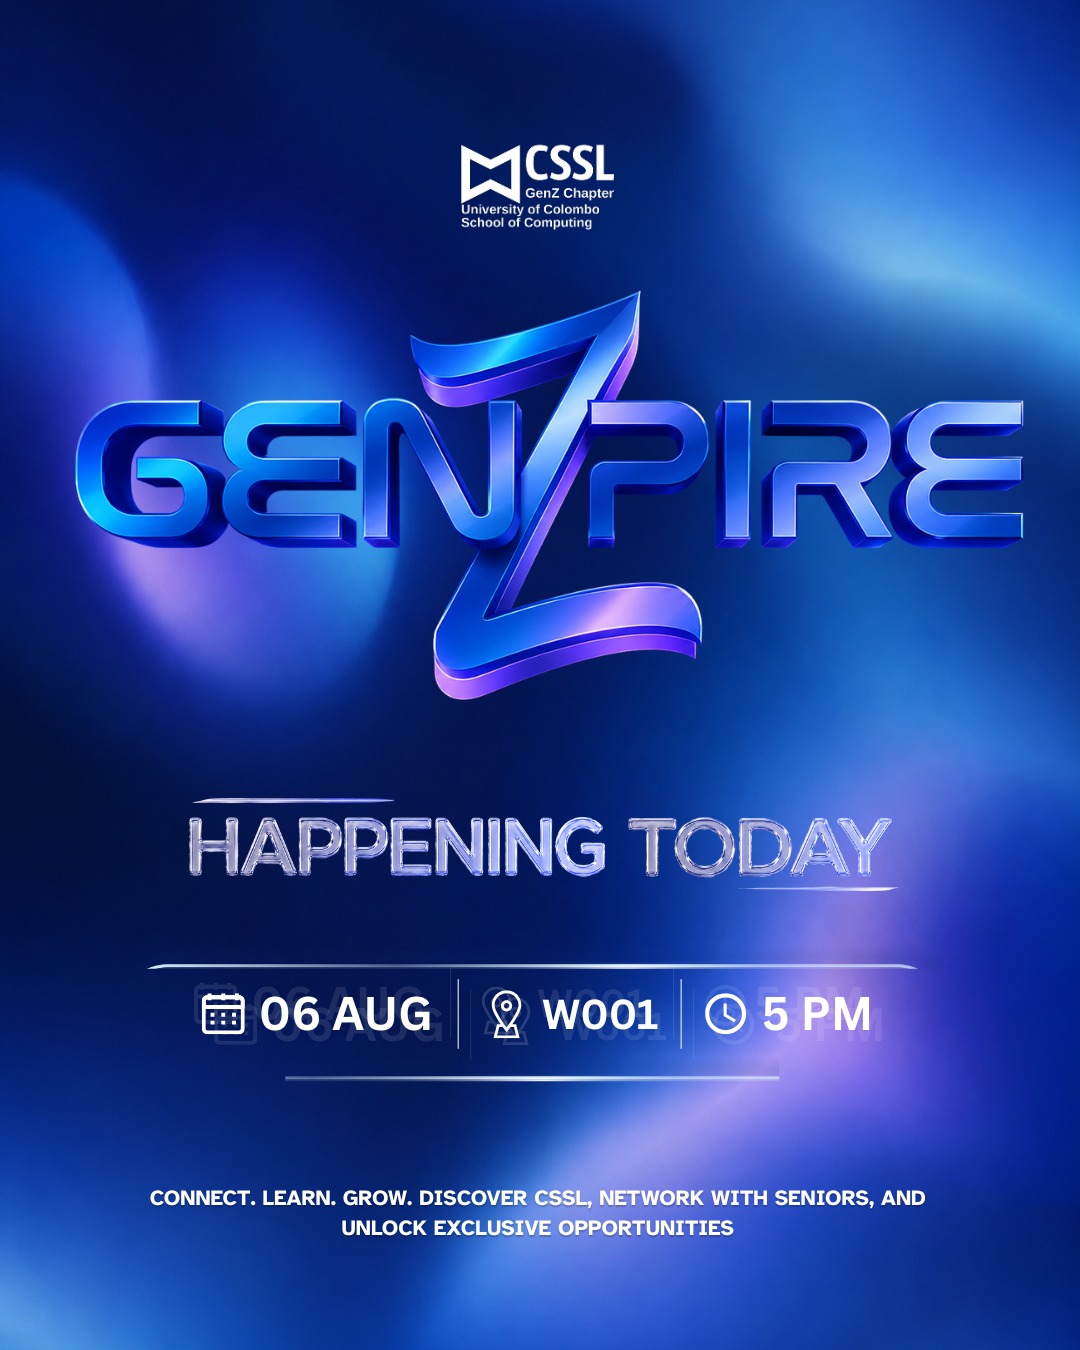 CSSL
GenZ Chapter
University of Colombo
School of Computing
GENZPIRE
HAPPENING TODAY
06 AUG W001 5 PM
CONNECT. LEARN. GROW. DISCOVER CSSL, NETWORK WITH SENIORS, AND
UNLOCK EXCLUSIVE OPPORTUNITIES